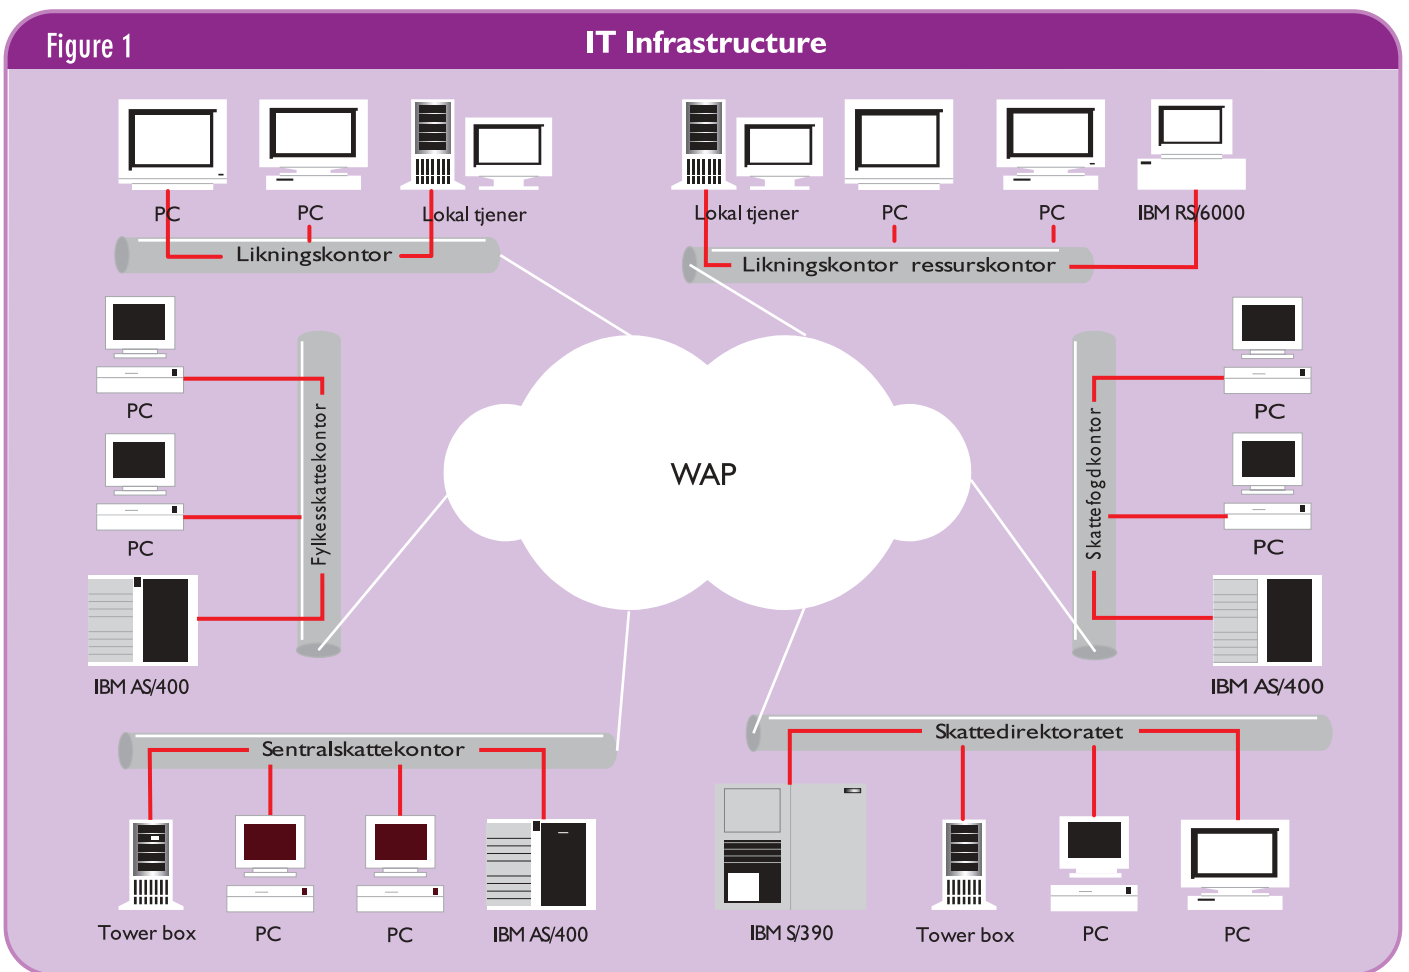 Figure 1
IT Infrastructure
PC
PC
Lokal tjener
Lokal tjener
PC
PC
IBM RS/6000
Likningskontor
Likningskontor ressurskontor
PC
PC
IBM AS/400
Fylkesskattekontor
WAP
Skattefogdkontor
PC
PC
IBM AS/400
Sentralskattekontor
Tower box
PC
PC
IBM AS/400
Skattedirektoratet
IBM S/390
Tower box
PC
PC